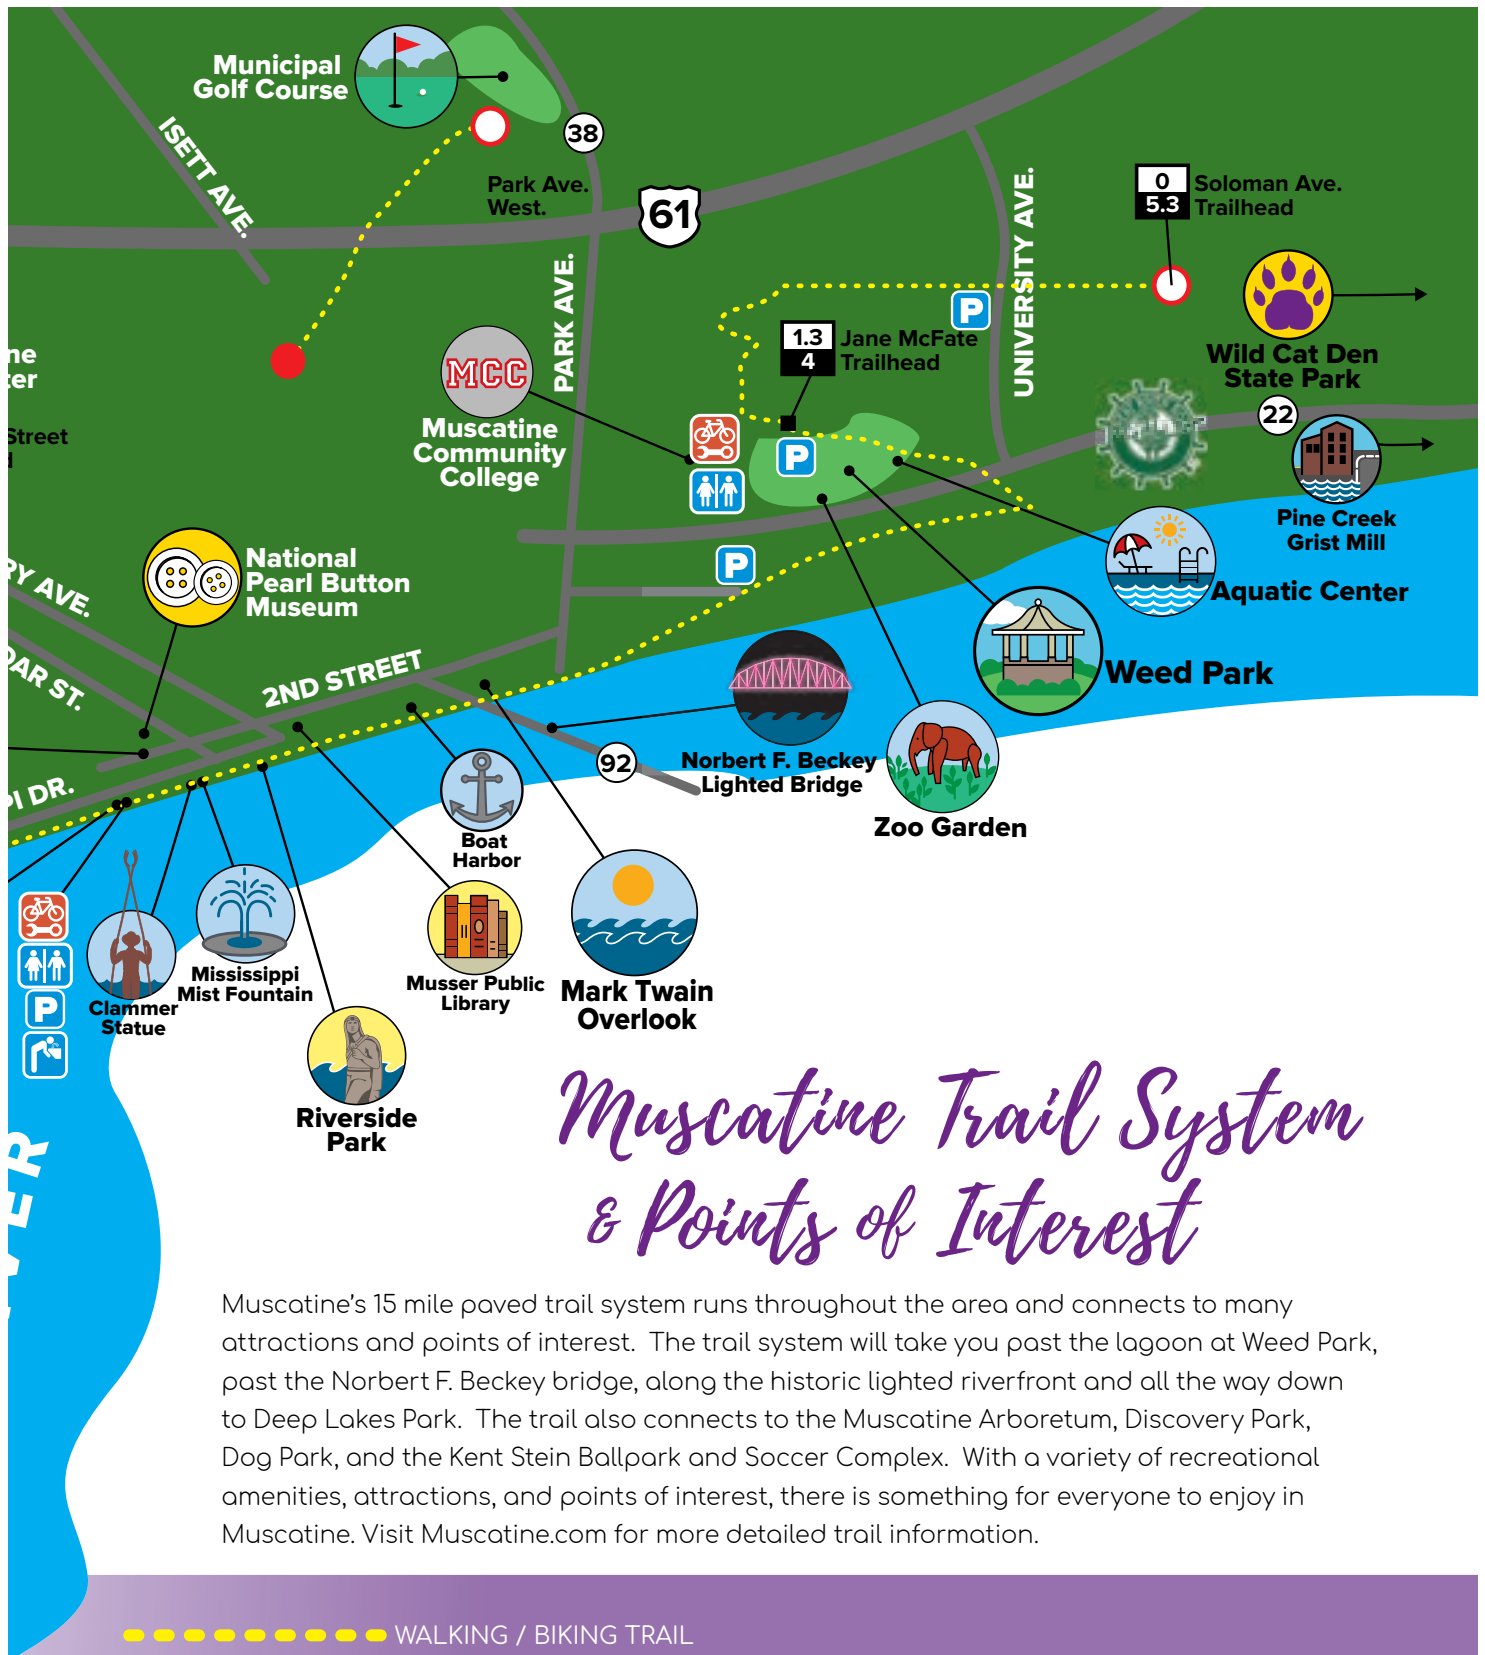 Municipal
Golf Course
38
ISETT AVE.
Park Ave.
West.
61
UNIVERSITY AVE.
0
5.3
Soloman Ave.
Trailhead
PARK AVE.
P
1.3
4
Jane McFate
Trailhead
Wild Cat Den
State Park
MCC
Muscatine
Community
College
22
Street
P
Pine Creek
Grist Mill
National
Pearl Button
Museum
P
Aquatic Center
AVE.
ST.
2ND STREET
Weed Park
92
Norbert F. Beckey
Lighted Bridge
DR.
Zoo Garden
Boat
Harbor
Mississippi
Mist Fountain
Musser Public
Library
Mark Twain
Overlook
P
Clammer
Statue
Riverside
Park
Muscatine Trail System
& Points of Interest
Muscatine's 15 mile paved trail system runs throughout the area and connects to many
attractions and points of interest.  The trail system will take you past the lagoon at Weed Park,
past the Norbert F. Beckey bridge, along the historic lighted riverfront and all the way down
to Deep Lakes Park.  The trail also connects to the Muscatine Arboretum, Discovery Park,
Dog Park, and the Kent Stein Ballpark and Soccer Complex.  With a variety of recreational
amenities, attractions, and points of interest, there is something for everyone to enjoy in
Muscatine. Visit Muscatine.com for more detailed trail information.
WALKING / BIKING TRAIL